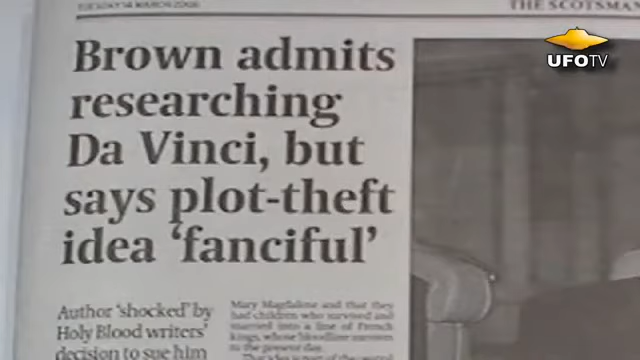 TUESDAY 14 MARCH 2006
THE SCOTSMAN
UFOTV
Brown admits
researching
Da Vinci, but
says plot-theft
idea ‘fanciful’
Author ‘shocked’ by
Holy Blood writers’
decision to sue him
Mary Magdalene and that they
had children who survived and
married into a line of French
kings, whose bloodline survives
to the present day.